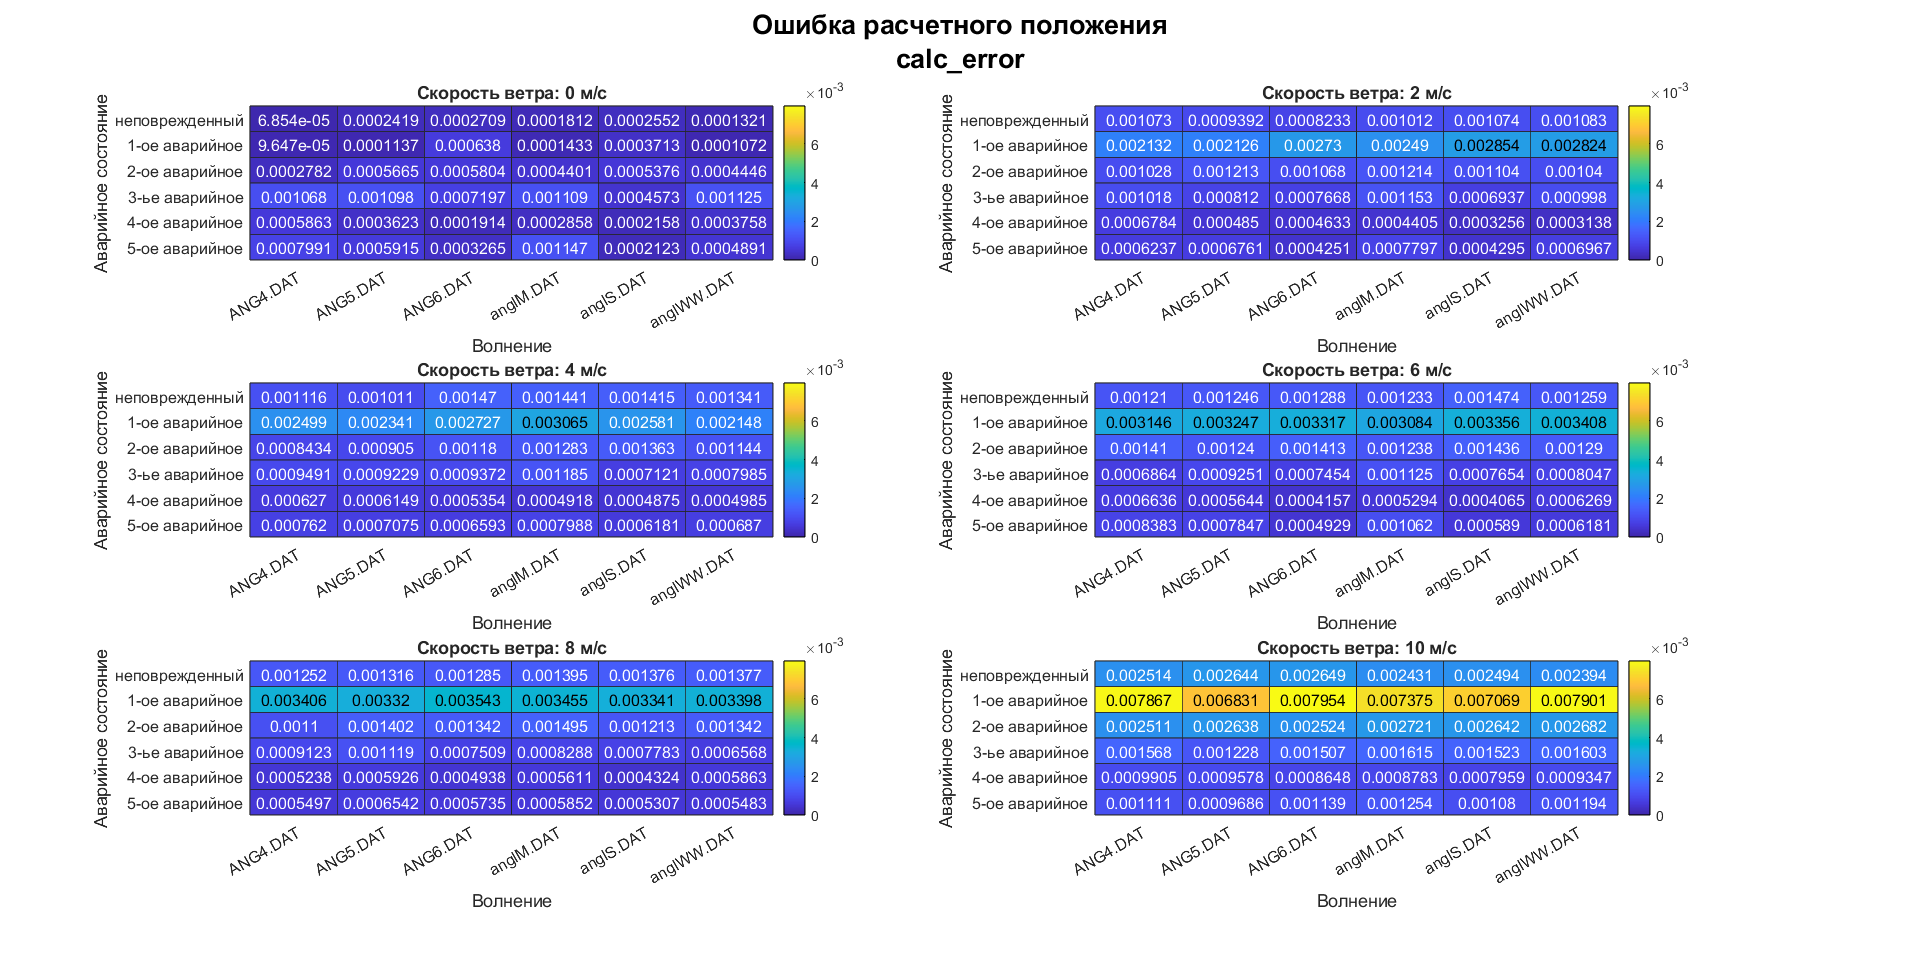 Ошибка расчетного положения
calc_error
Скорость ветра: 0 м/с
×10-3
Аварийное состояние
неповрежденный 6.854e-05 0.0002419 0.0002709 0.0001812 0.0002552 0.0001321
1-ое аварийное 9.647e-05 0.0001137 0.000638 0.0001433 0.0003713 0.0001072
2-ое аварийное 0.0002782 0.0005665 0.0005804 0.0004401 0.0005376 0.0004446
3-ье аварийное 0.001068 0.001098 0.0007197 0.001109 0.0004573 0.001125
4-ое аварийное 0.0005863 0.0003623 0.0001914 0.0002858 0.0002158 0.0003758
5-ое аварийное 0.0007991 0.0005915 0.0003265 0.001147 0.0002123 0.0004891
6
4
2
0
ANG4.DAT ANG5.DAT ANG6.DAT anglM.DAT anglS.DAT anglWW.DAT
Волнение
Скорость ветра: 2 м/с
×10-3
Аварийное состояние
неповрежденный 0.001073 0.0009392 0.0008233 0.001012 0.001074 0.001083
1-ое аварийное 0.002132 0.002126 0.00273 0.00249 0.002854 0.002824
2-ое аварийное 0.001028 0.001213 0.001068 0.001214 0.001104 0.00104
3-ье аварийное 0.001018 0.000812 0.0007668 0.001153 0.0006937 0.000998
4-ое аварийное 0.0006784 0.000485 0.0004633 0.0004405 0.0003256 0.0003138
5-ое аварийное 0.0006237 0.0006761 0.0004251 0.0007797 0.0004295 0.0006967
6
4
2
0
ANG4.DAT ANG5.DAT ANG6.DAT anglM.DAT anglS.DAT anglWW.DAT
Волнение
Скорость ветра: 4 м/с
×10-3
Аварийное состояние
неповрежденный 0.001116 0.001011 0.00147 0.001441 0.001415 0.001341
1-ое аварийное 0.002499 0.002341 0.002727 0.003065 0.002581 0.002148
2-ое аварийное 0.0008434 0.000905 0.00118 0.001283 0.001363 0.001144
3-ье аварийное 0.0009491 0.0009229 0.0009372 0.001185 0.0007121 0.0007985
4-ое аварийное 0.000627 0.0006149 0.0005354 0.0004918 0.0004875 0.0004985
5-ое аварийное 0.000762 0.0007075 0.0006593 0.0007988 0.0006181 0.000687
6
4
2
0
ANG4.DAT ANG5.DAT ANG6.DAT anglM.DAT anglS.DAT anglWW.DAT
Волнение
Скорость ветра: 6 м/с
×10-3
Аварийное состояние
неповрежденный 0.00121 0.001246 0.001288 0.001233 0.001474 0.001259
1-ое аварийное 0.003146 0.003247 0.003317 0.003084 0.003356 0.003408
2-ое аварийное 0.00141 0.00124 0.001413 0.001238 0.001436 0.00129
3-ье аварийное 0.0006864 0.0009251 0.0007454 0.001125 0.0007654 0.0008047
4-ое аварийное 0.0006636 0.0005644 0.0004157 0.0005294 0.0004065 0.0006269
5-ое аварийное 0.0008383 0.0007847 0.0004929 0.001062 0.000589 0.0006181
6
4
2
0
ANG4.DAT ANG5.DAT ANG6.DAT anglM.DAT anglS.DAT anglWW.DAT
Волнение
Скорость ветра: 8 м/с
×10-3
Аварийное состояние
неповрежденный 0.001252 0.001316 0.001285 0.001395 0.001376 0.001377
1-ое аварийное 0.003406 0.00332 0.003543 0.003455 0.003341 0.003398
2-ое аварийное 0.0011 0.001402 0.001342 0.001495 0.001213 0.001342
3-ье аварийное 0.0009123 0.001119 0.0007509 0.0008288 0.0007783 0.0006568
4-ое аварийное 0.0005238 0.0005926 0.0004938 0.0005611 0.0004324 0.0005863
5-ое аварийное 0.0005497 0.0006542 0.0005735 0.0005852 0.0005307 0.0005483
6
4
2
0
ANG4.DAT ANG5.DAT ANG6.DAT anglM.DAT anglS.DAT anglWW.DAT
Волнение
Скорость ветра: 10 м/с
×10-3
Аварийное состояние
неповрежденный 0.002514 0.002644 0.002649 0.002431 0.002494 0.002394
1-ое аварийное 0.007867 0.006831 0.007954 0.007375 0.007069 0.007901
2-ое аварийное 0.002511 0.002638 0.002524 0.002721 0.002642 0.002682
3-ье аварийное 0.001568 0.001228 0.001507 0.001615 0.001523 0.001603
4-ое аварийное 0.0009905 0.0009578 0.0008648 0.0008783 0.0007959 0.0009347
5-ое аварийное 0.001111 0.0009686 0.001139 0.001254 0.00108 0.001194
6
4
2
0
ANG4.DAT ANG5.DAT ANG6.DAT anglM.DAT anglS.DAT anglWW.DAT
Волнение